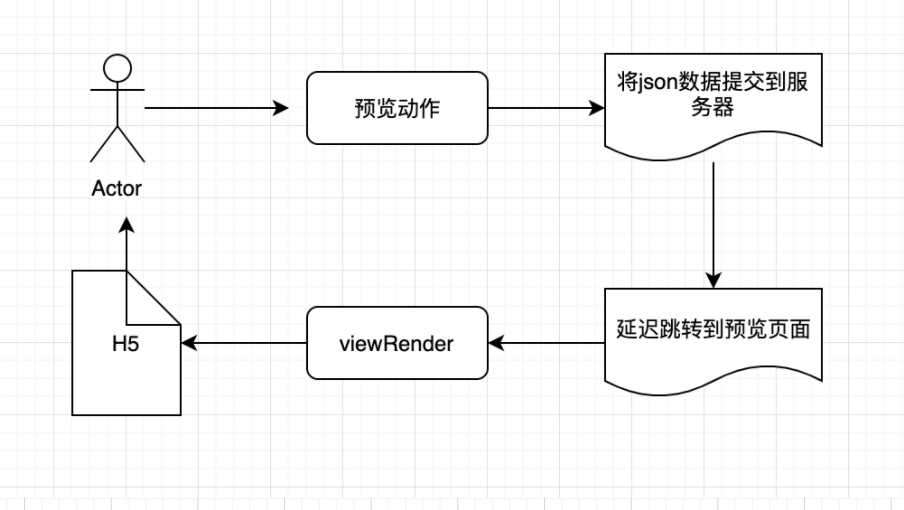 预览动作
将json数据提交到服
务器
Actor
延迟跳转到预览页面
viewRender
H5